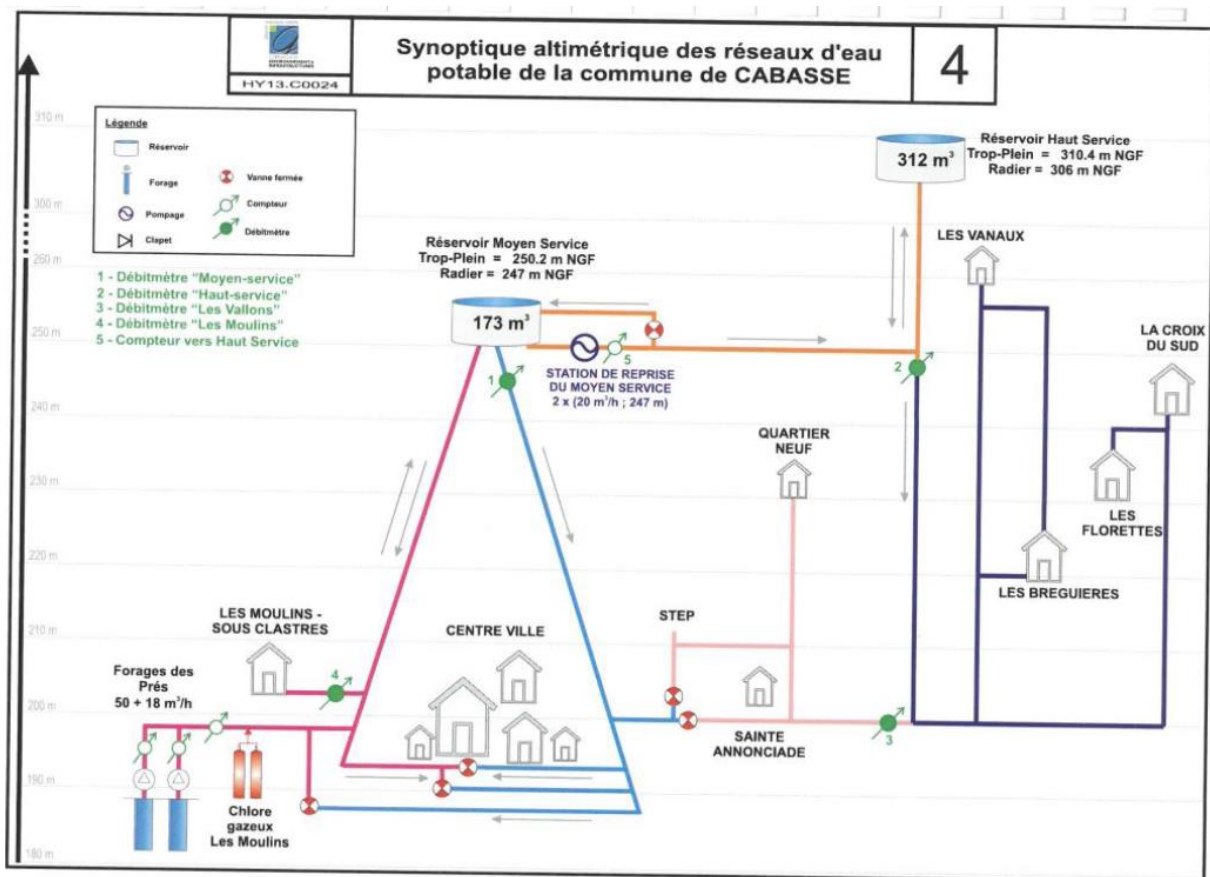 Synoptique altimétrique des réseaux d'eau
potable de la commune de CABASSE
4
ENVIRONNEMENT &
INFRASTRUCTURES
HY13.C0024
310 m
300 m
260 m
250 m
240 m
230 m
220 m
210 m
200 m
190 m
180 m
Légende
Réservoir
Forage
Pompage
Clapet
Vanne fermée
Compteur
Débitmètre
1 - Débitmètre "Moyen-service"
2 - Débitmètre "Haut-service"
3 - Débitmètre "Les Vallons"
4 - Débitmètre "Les Moulins"
5 - Compteur vers Haut Service
Réservoir Moyen Service
Trop-Plein = 250.2 m NGF
Radier = 247 m NGF
173 m³
312 m³
Réservoir Haut Service
Trop-Plein = 310.4 m NGF
Radier = 306 m NGF
LES VANAUX
LA CROIX
DU SUD
1
5
2
STATION DE REPRISE
DU MOYEN SERVICE
2 x (20 m³/h ; 247 m)
QUARTIER
NEUF
LES
FLORETTES
LES BREGUIERES
LES MOULINS -
SOUS CLASTRES
CENTRE VILLE
STEP
4
Forages des
Prés
50 + 18 m³/h
SAINTE
ANNONCIADE
3
Chlore
gazeux
Les Moulins